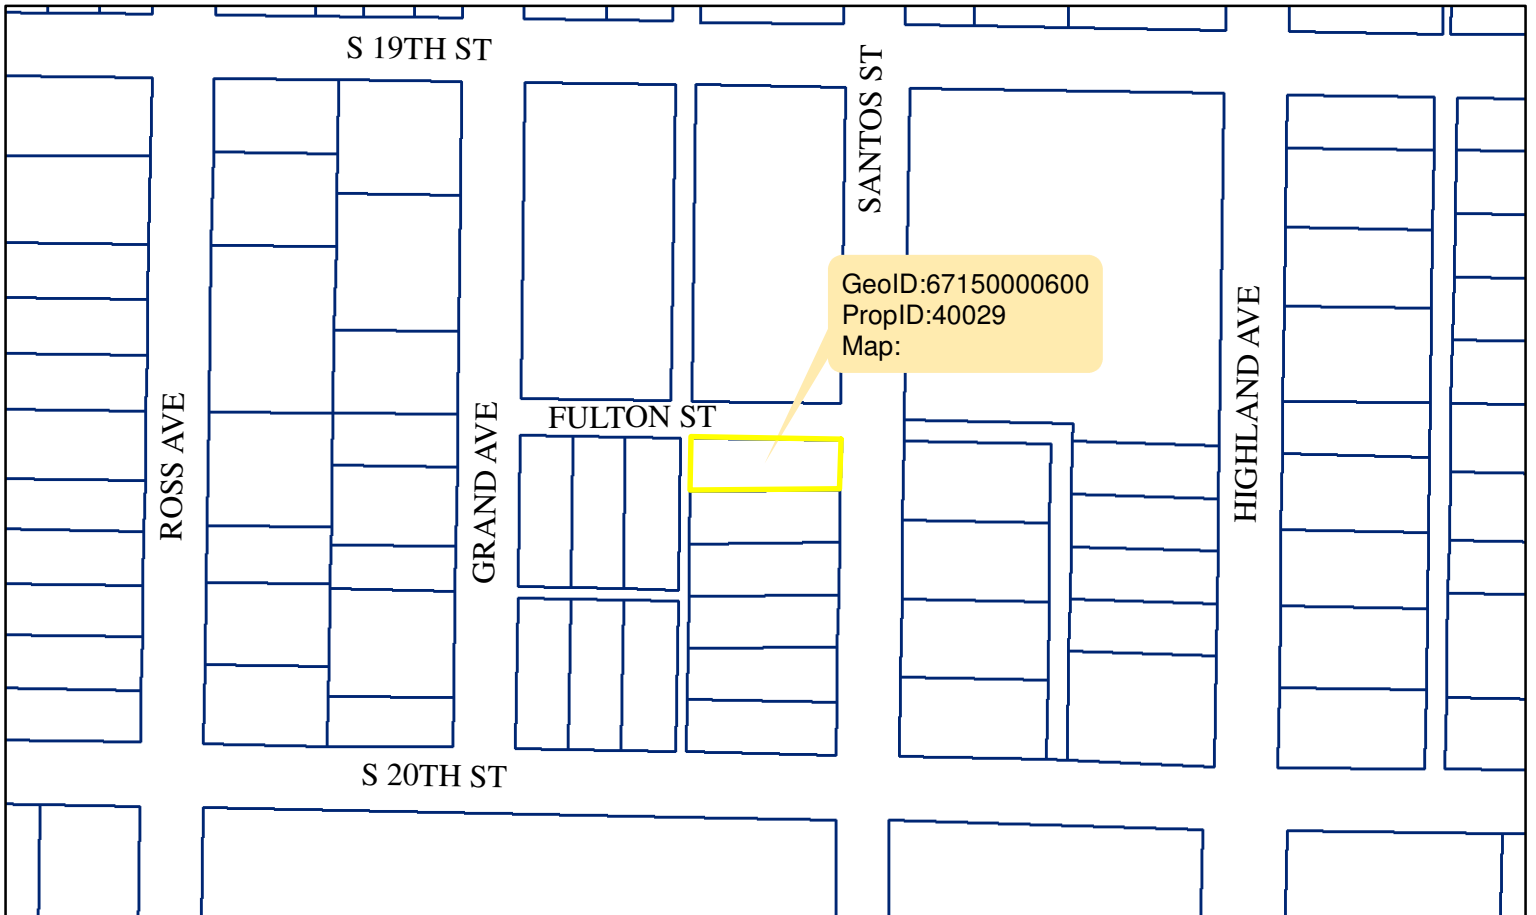 S 19TH ST
SANTOS ST
GeoID:67150000600
PropID:40029
Map:
HIGHLAND AVE
ROSS AVE
GRAND AVE
FULTON ST
S 20TH ST